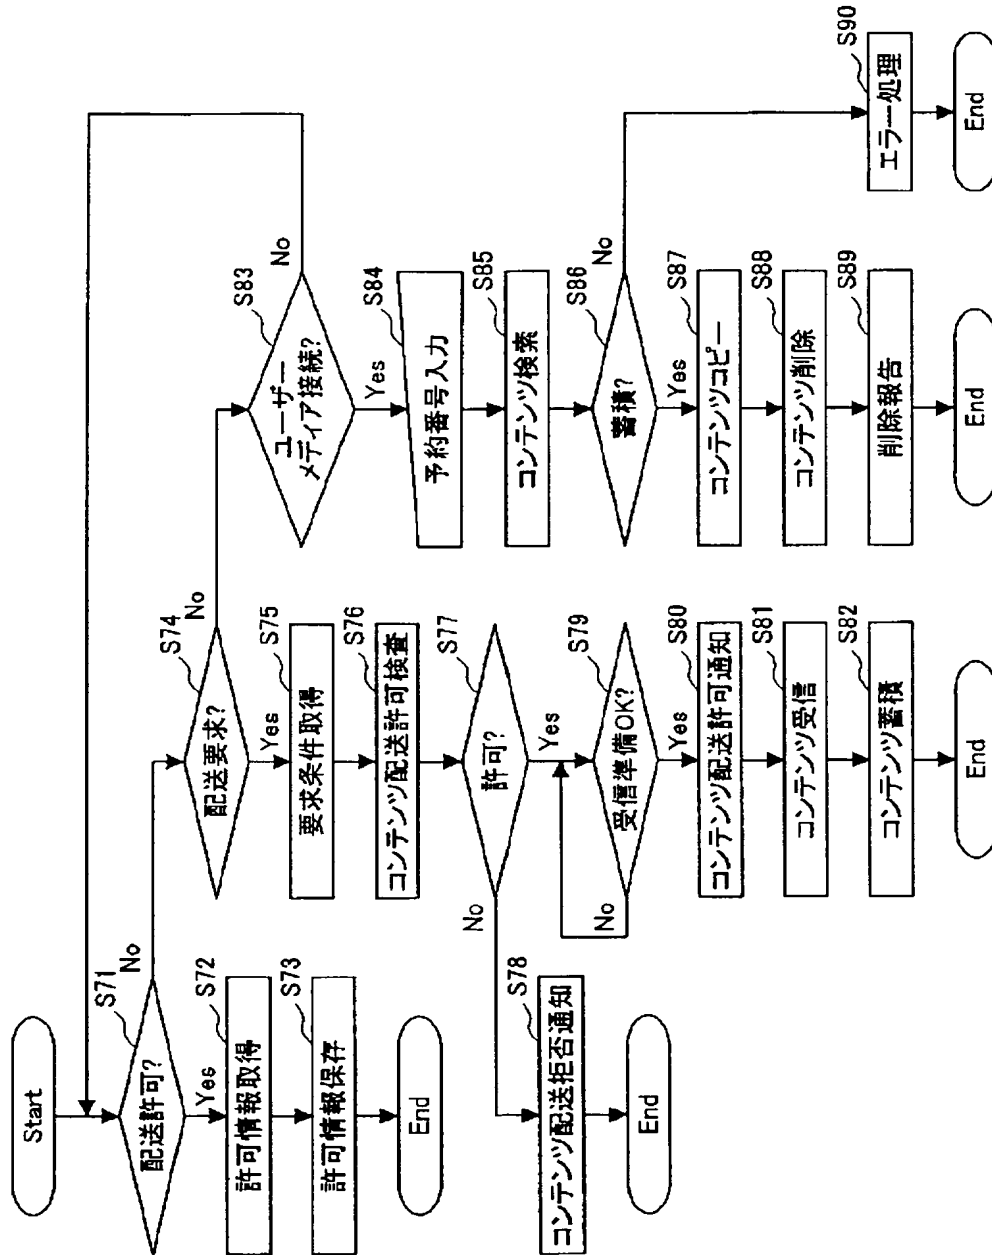 Start
配送許可?
S71
No
Yes
許可情報取得
S72
許可情報保存
S73
End
配送要求?
S74
No
Yes
要求条件取得
S75
コンテンツ配送許可検査
S76
許可?
S77
No
Yes
コンテンツ配送拒否通知
S78
End
受信準備OK?
S79
No
Yes
コンテンツ配送許可通知
S80
コンテンツ受信
S81
コンテンツ蓄積
S82
End
ユーザー
メディア接続?
S83
No
Yes
予約番号入力
S84
コンテンツ検索
S85
蓄積?
S86
No
Yes
コンテンツコピー
S87
コンテンツ削除
S88
削除報告
S89
End
エラー処理
S90
End